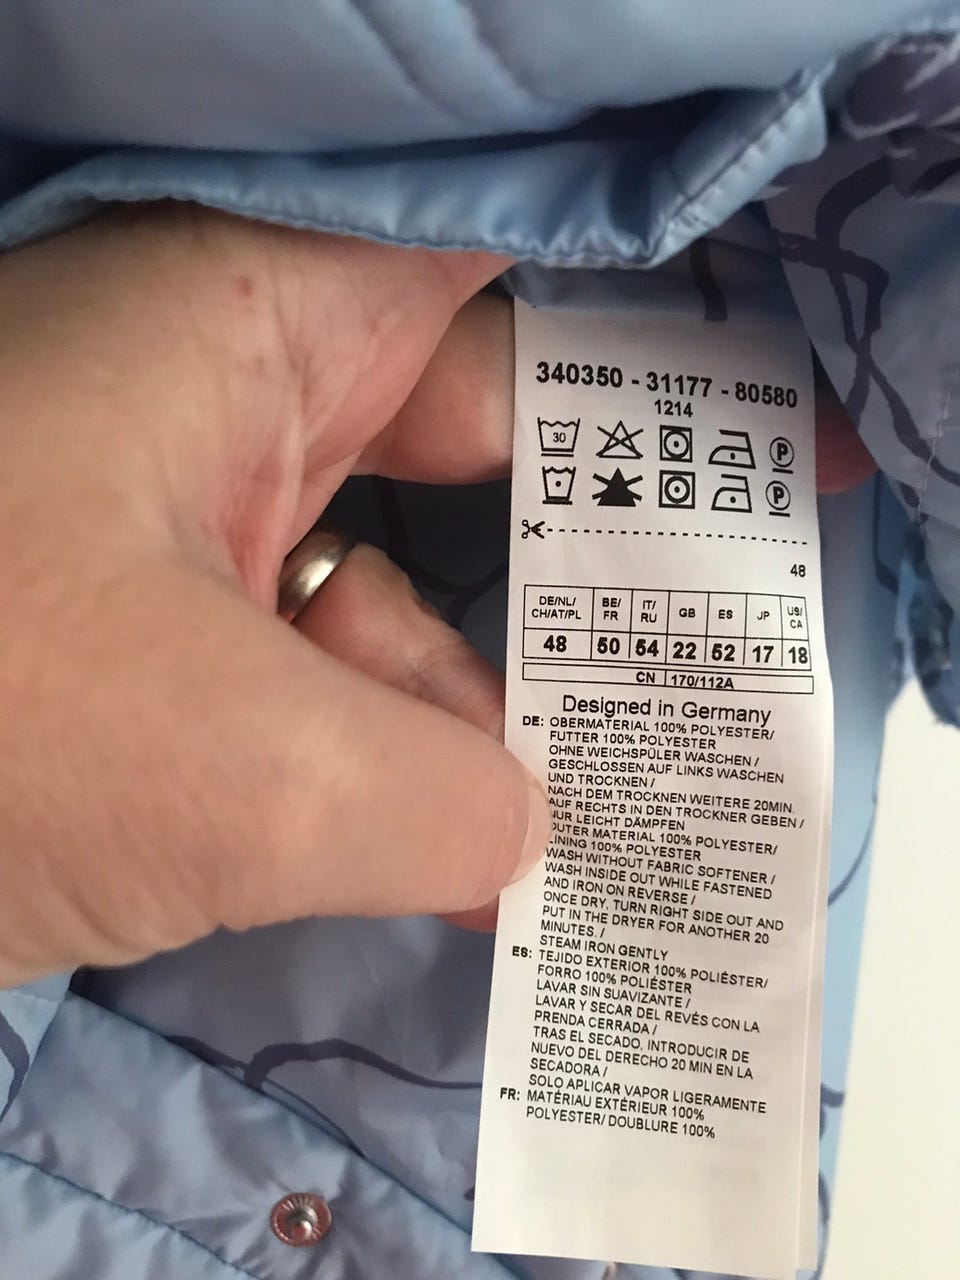 340350 - 31177 - 80580
1214
30
P
P
48
DE/NL/ CH/AT/PL BE/ FR IT/ RU GB ES JP US/ CA
48 50 54 22 52 17 18
CN 170/112A
Designed in Germany
DE: OBERMATERIAL 100% POLYESTER/
FUTTER 100% POLYESTER
OHNE WEICHSPÜLER WASCHEN /
GESCHLOSSEN AUF LINKS WASCHEN
UND TROCKNEN /
NACH DEM TROCKNEN WEITERE 20MIN.
AUF RECHTS IN DEN TROCKNER GEBEN /
NUR LEICHT DÄMPFEN
OUTER MATERIAL 100% POLYESTER/
LINING 100% POLYESTER
WASH WITHOUT FABRIC SOFTENER /
WASH INSIDE OUT WHILE FASTENED
AND IRON ON REVERSE /
ONCE DRY, TURN RIGHT SIDE OUT AND
PUT IN THE DRYER FOR ANOTHER 20
MINUTES. /
STEAM IRON GENTLY
ES: TEJIDO EXTERIOR 100% POLIÉSTER/
FORRO 100% POLIÉSTER
LAVAR SIN SUAVIZANTE /
LAVAR Y SECAR DEL REVÉS CON LA
PRENDA CERRADA /
TRAS EL SECADO, INTRODUCIR DE
NUEVO DEL DERECHO 20 MIN EN LA
SECADORA /
SOLO APLICAR VAPOR LIGERAMENTE
FR: MATÉRIAU EXTÉRIEUR 100%
POLYESTER/ DOUBLURE 100%